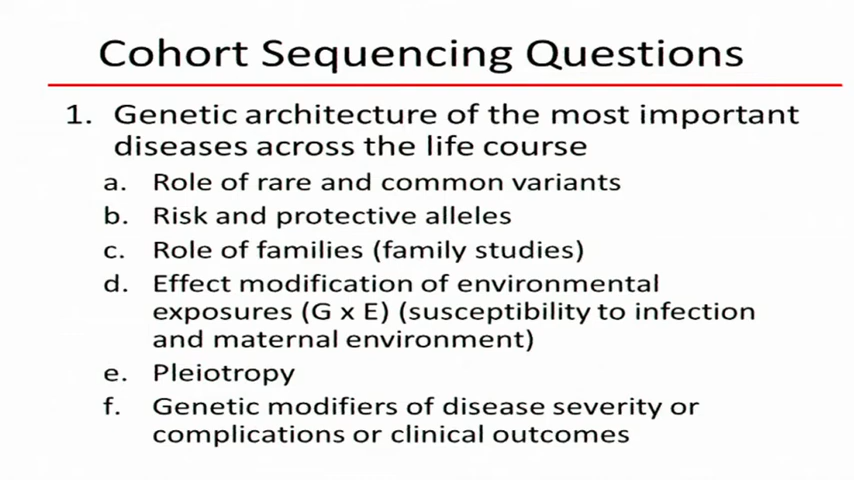 Cohort Sequencing Questions
1. Genetic architecture of the most important
diseases across the life course
a. Role of rare and common variants
b. Risk and protective alleles
c. Role of families (family studies)
d. Effect modification of environmental
exposures (G x E) (susceptibility to infection
and maternal environment)
e. Pleiotropy
f. Genetic modifiers of disease severity or
complications or clinical outcomes